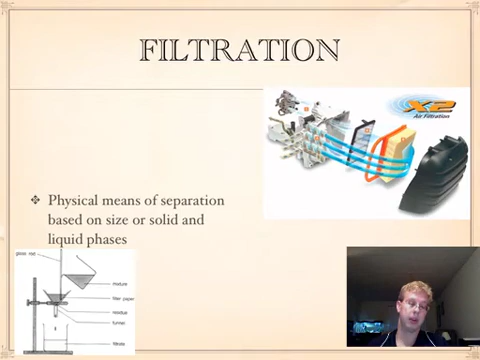 FILTRATION
X2
Air Filtration
Physical means of separation
based on size or solid and
liquid phases
glass rod
mixture
filter paper
residue
funnel
filtrate